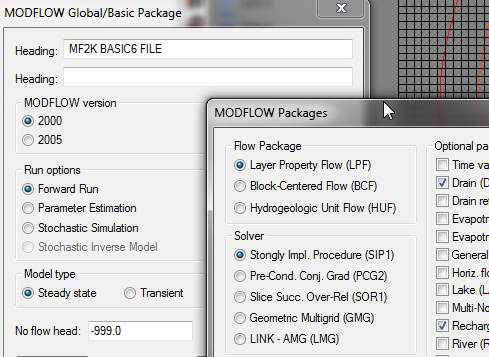 MODFLOW Global/Basic Package
Heading: MF2K BASIC6 FILE
Heading:
MODFLOW version
2000
2005
Run options
Forward Run
Parameter Estimation
Stochastic Simulation
Stochastic Inverse Model
Model type
Steady state Transient
No flow head: -999.0
MODFLOW Packages
Flow Package
Layer Property Flow (LPF)
Block-Centered Flow (BCF)
Hydrogeologic Unit Flow (HUF)
Solver
Stongly Impl. Procedure (SIP1)
Pre-Cond. Conj. Grad (PCG2)
Slice Succ. Over-Rel (SOR1)
Geometric Multigrid (GMG)
LINK - AMG (LMG)
Optional pa
Time va
Drain (D
Drain ret
Evapotr
Evapotr
General
Horiz. fl
Lake (L
Multi-No
Recharg
River (R